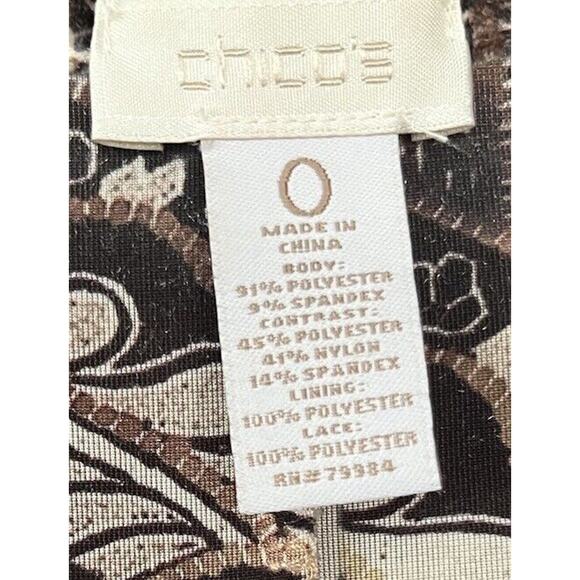 chico's
0
MADE IN
CHINA
BODY:
91% POLYESTER
9% SPANDEX
CONTRAST:
45% POLYESTER
41% NYLON
14% SPANDEX
LINING:
100% POLYESTER
LACE:
100% POLYESTER
RN# 79984